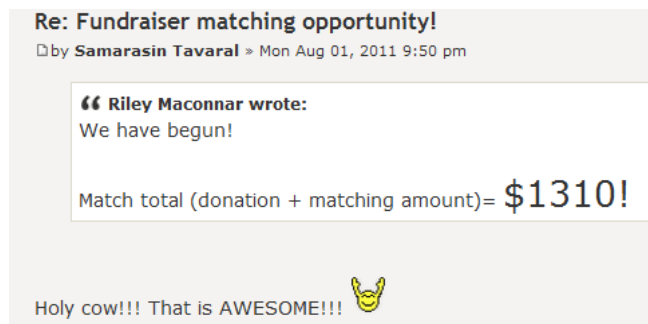 Re: Fundraiser matching opportunity!
by Samarasin Tavaral » Mon Aug 01, 2011 9:50 pm
Riley Maconnar wrote:
We have begun!
Match total (donation + matching amount)= $1310!
Holy cow!!! That is AWESOME!!!